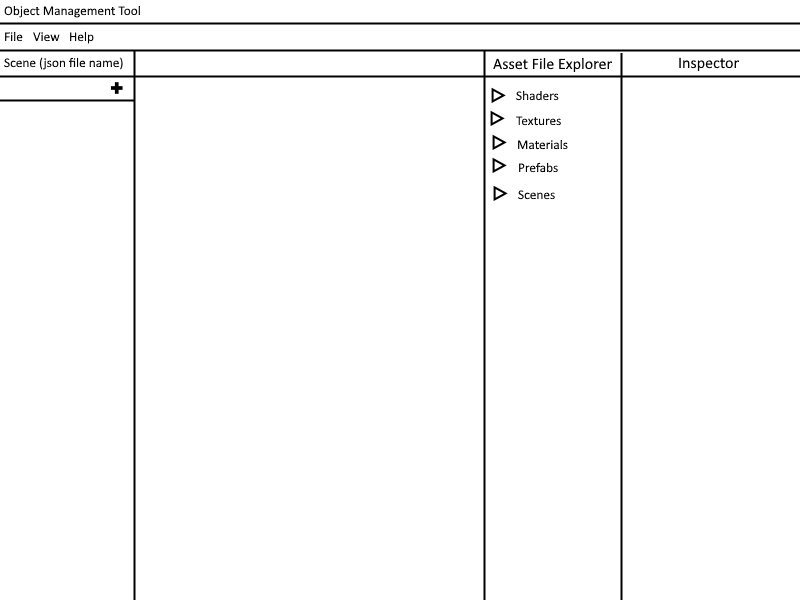 Object Management Tool
File View Help
Scene (json file name)
Asset File Explorer
Inspector
Shaders
Textures
Materials
Prefabs
Scenes